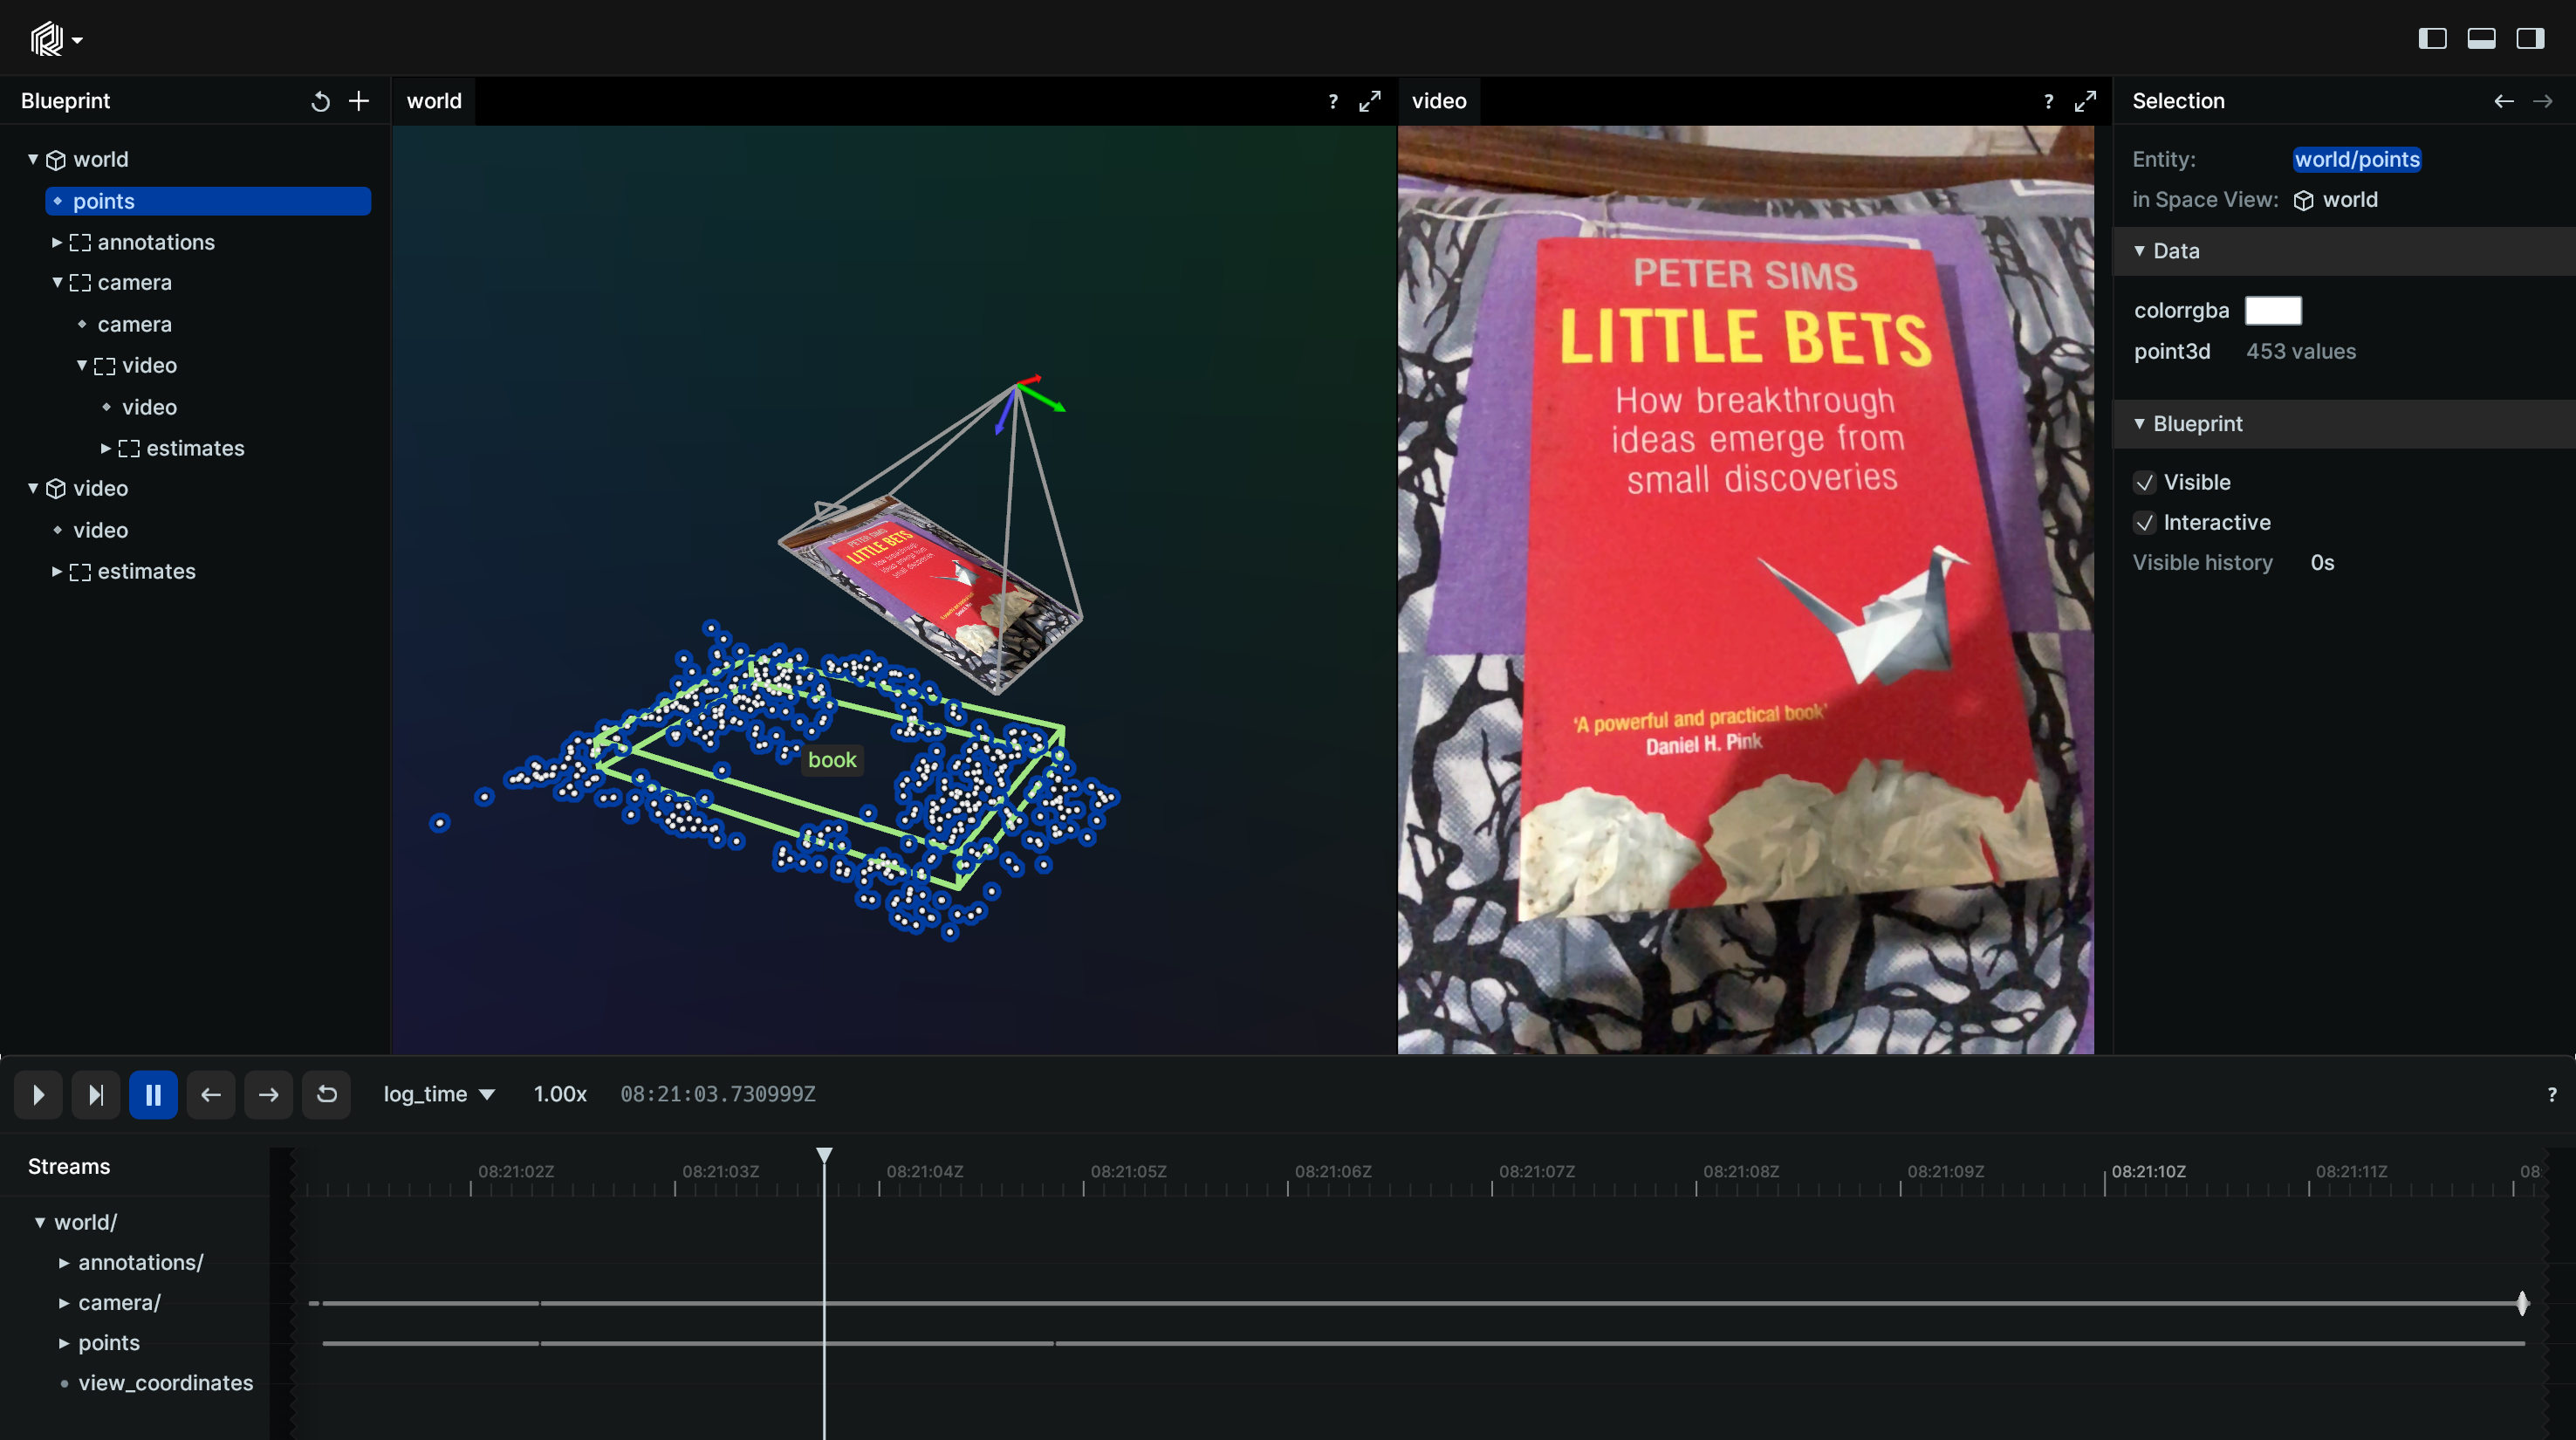 Blueprint
world
points
annotations
camera
camera
video
video
estimates
video
video
estimates
world
?
book
video
?
PETER SIMS
LITTLE BETS
How breakthrough
ideas emerge from
small discoveries
'A powerful and practical book'
Daniel H. Pink
Selection
Entity: world/points
in Space View: world
Data
colorrgba
point3d 453 values
Blueprint
Visible
Interactive
Visible history 0s
log_time 1.00x 08:21:03.730999Z ?
Streams
08:21:02Z 08:21:03Z 08:21:04Z 08:21:05Z 08:21:06Z 08:21:07Z 08:21:08Z 08:21:09Z 08:21:10Z 08:21:11Z 08
world/
annotations/
camera/
points
view_coordinates